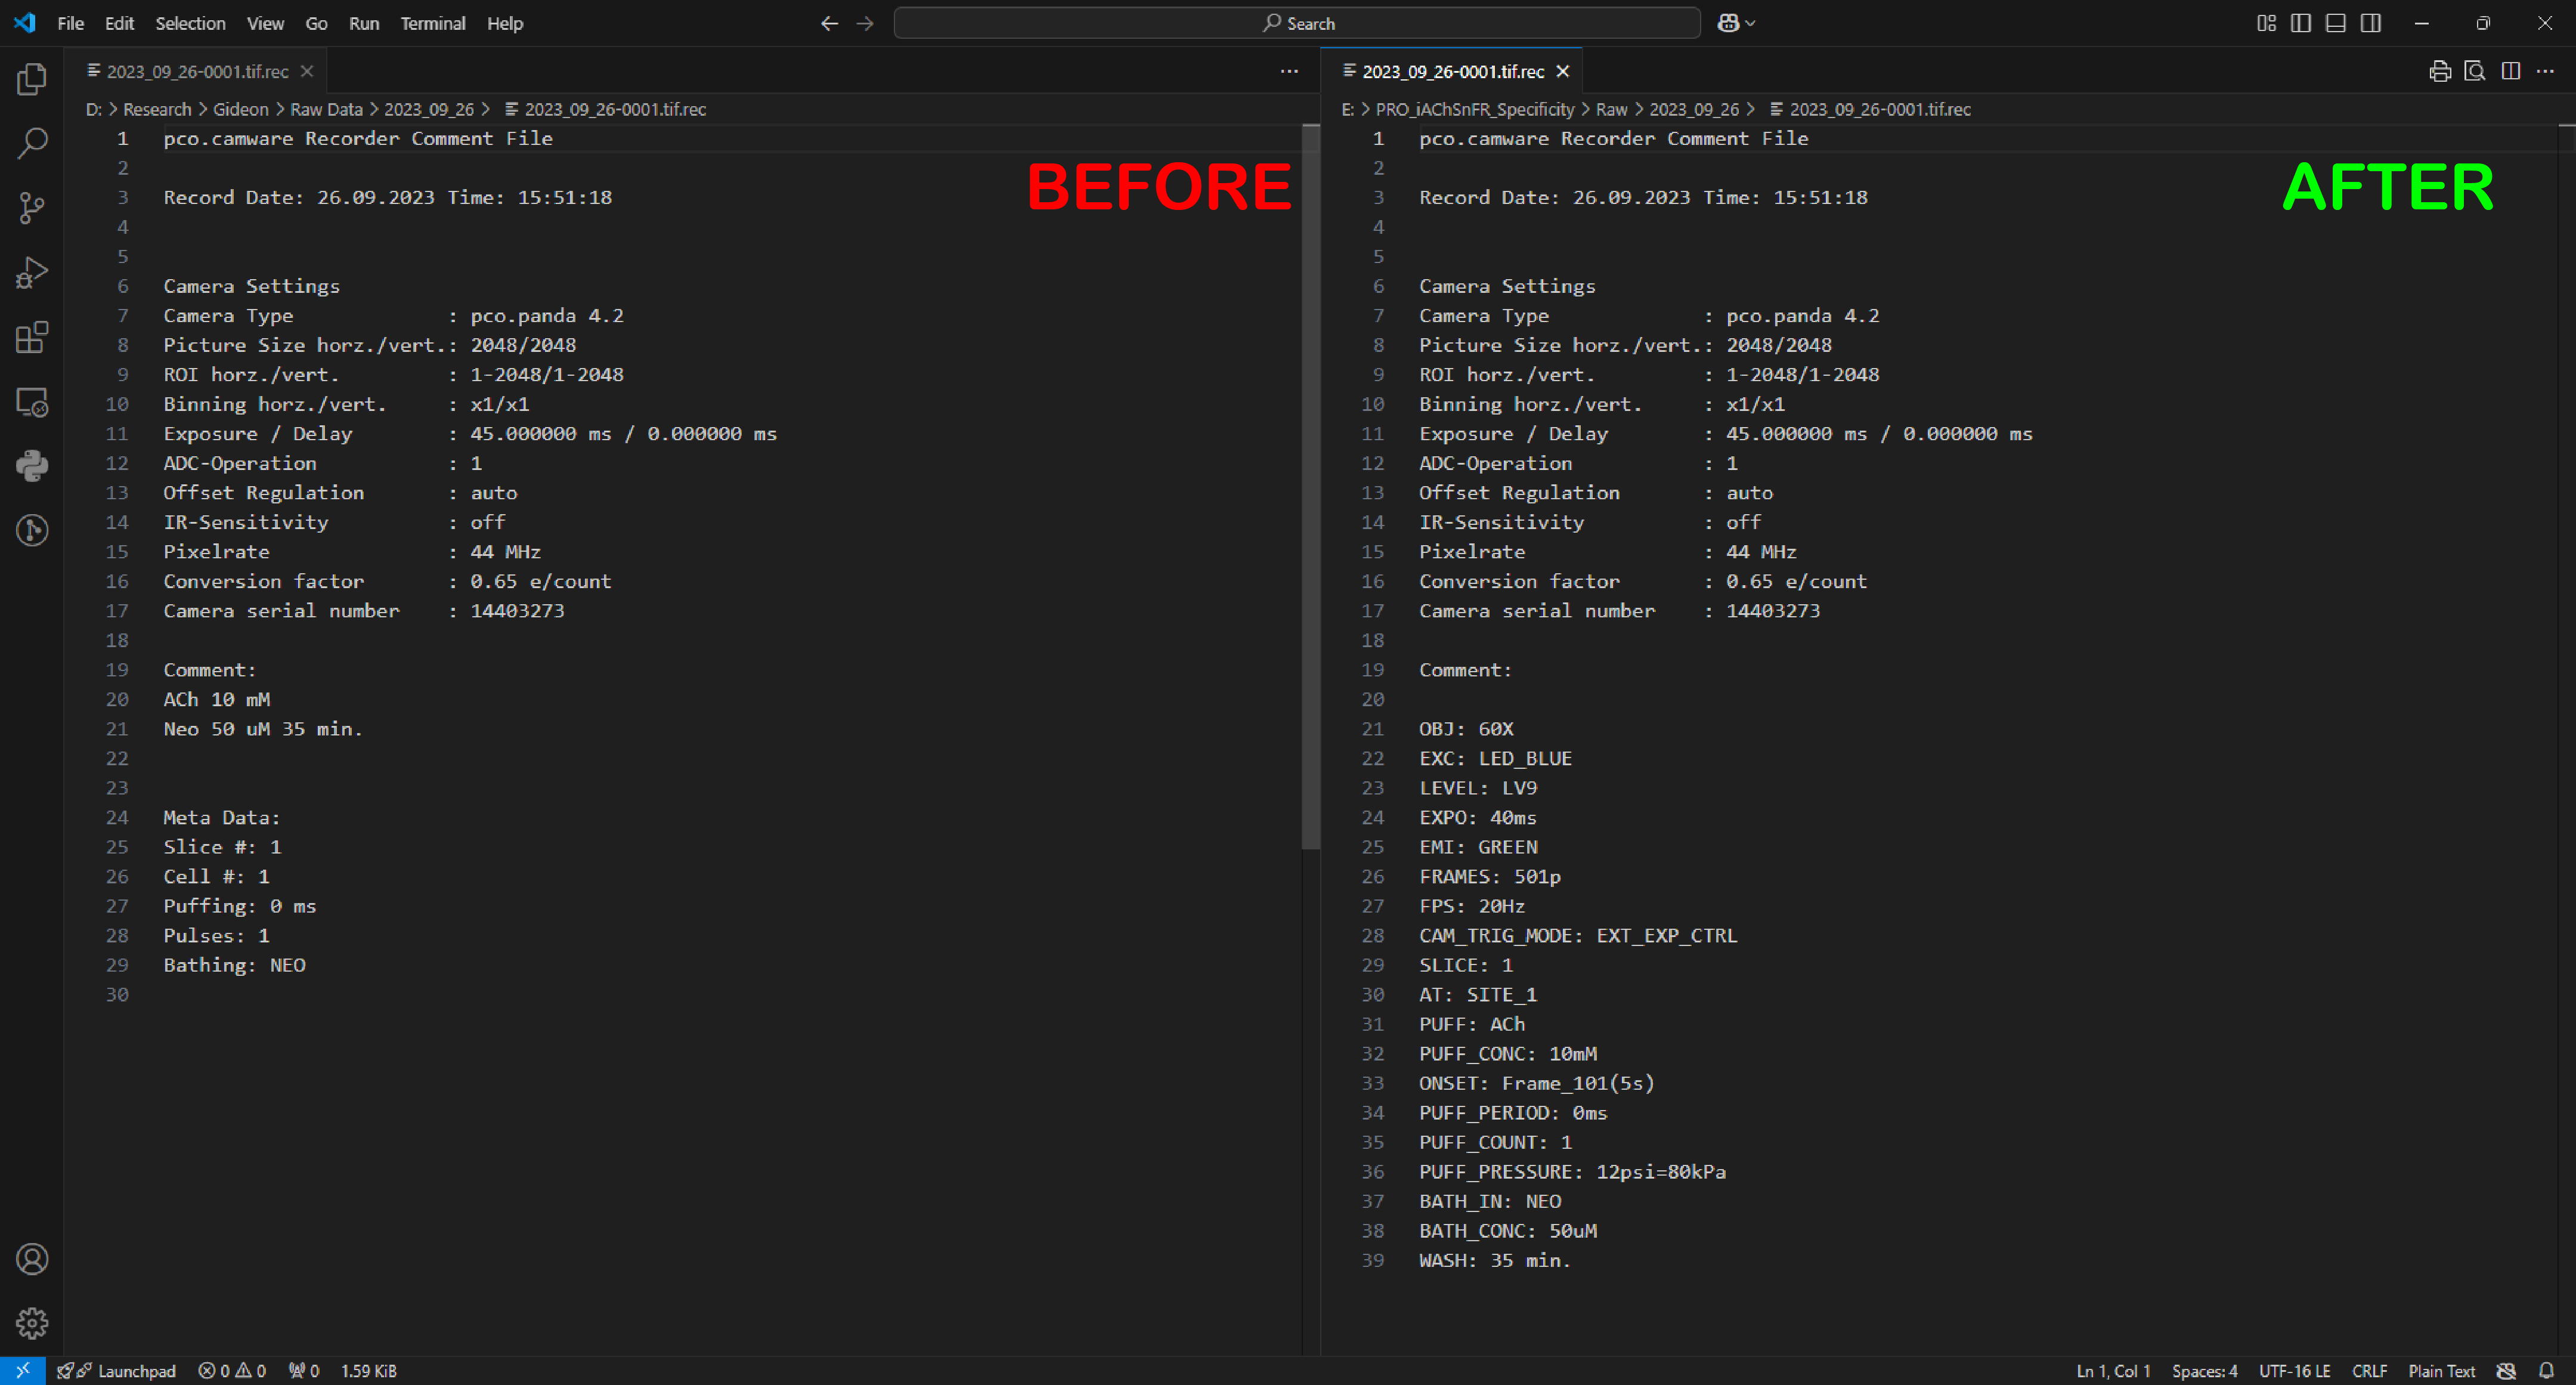 File Edit Selection View Go Run Terminal Help
Search
2023_09_26-0001.tif.rec
D: > Research > Gideon > Raw Data > 2023_09_26 > 2023_09_26-0001.tif.rec
BEFORE
1 pco.camware Recorder Comment File
2
3 Record Date: 26.09.2023 Time: 15:51:18
4
5
6 Camera Settings
7 Camera Type : pco.panda 4.2
8 Picture Size horz./vert.: 2048/2048
9 ROI horz./vert. : 1-2048/1-2048
10 Binning horz./vert. : x1/x1
11 Exposure / Delay : 45.000000 ms / 0.000000 ms
12 ADC-Operation : 1
13 Offset Regulation : auto
14 IR-Sensitivity : off
15 Pixelrate : 44 MHz
16 Conversion factor : 0.65 e/count
17 Camera serial number : 14403273
18
19 Comment:
20 ACh 10 mM
21 Neo 50 uM 35 min.
22
23
24 Meta Data:
25 Slice #: 1
26 Cell #: 1
27 Puffing: 0 ms
28 Pulses: 1
29 Bathing: NEO
30
2023_09_26-0001.tif.rec
E: > PRO_iAChSnFR_Specificity > Raw > 2023_09_26 > 2023_09_26-0001.tif.rec
AFTER
1 pco.camware Recorder Comment File
2
3 Record Date: 26.09.2023 Time: 15:51:18
4
5
6 Camera Settings
7 Camera Type : pco.panda 4.2
8 Picture Size horz./vert.: 2048/2048
9 ROI horz./vert. : 1-2048/1-2048
10 Binning horz./vert. : x1/x1
11 Exposure / Delay : 45.000000 ms / 0.000000 ms
12 ADC-Operation : 1
13 Offset Regulation : auto
14 IR-Sensitivity : off
15 Pixelrate : 44 MHz
16 Conversion factor : 0.65 e/count
17 Camera serial number : 14403273
18
19 Comment:
20
21 OBJ: 60X
22 EXC: LED_BLUE
23 LEVEL: LV9
24 EXPO: 40ms
25 EMI: GREEN
26 FRAMES: 501p
27 FPS: 20Hz
28 CAM_TRIG_MODE: EXT_EXP_CTRL
29 SLICE: 1
30 AT: SITE_1
31 PUFF: ACh
32 PUFF_CONC: 10mM
33 ONSET: Frame_101(5s)
34 PUFF_PERIOD: 0ms
35 PUFF_COUNT: 1
36 PUFF_PRESSURE: 12psi=80kPa
37 BATH_IN: NEO
38 BATH_CONC: 50uM
39 WASH: 35 min.
Launchpad 0 0 0 1.59 KiB Ln 1, Col 1 Spaces: 4 UTF-16 LE CRLF Plain Text